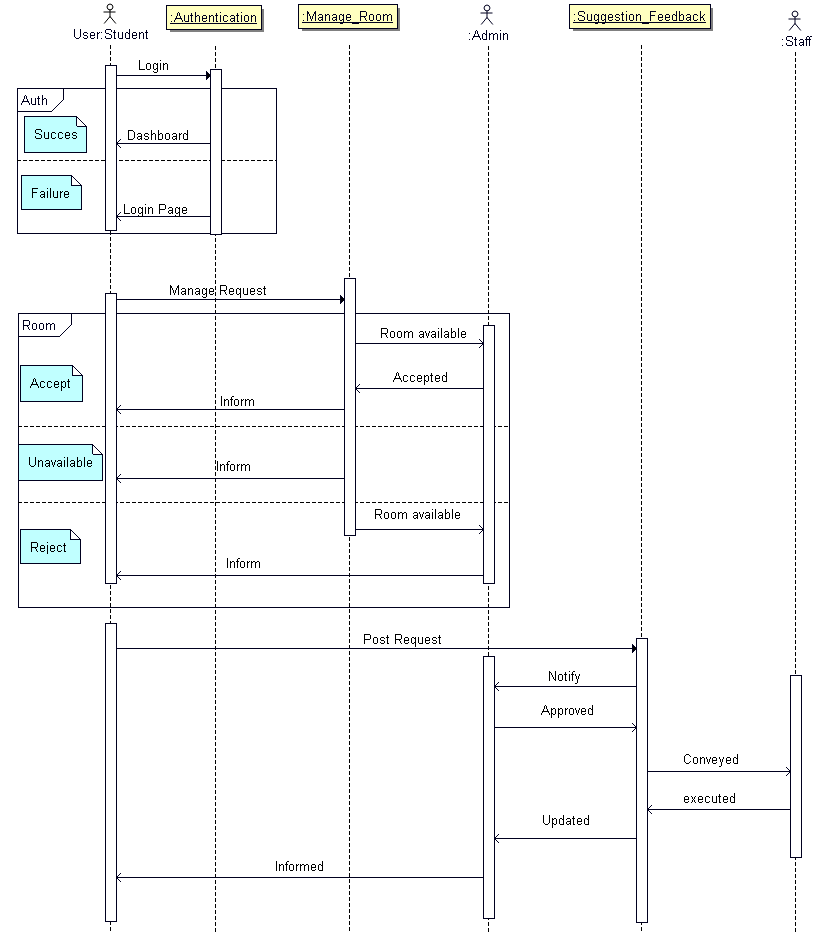 User:Student
:Authentication
:Manage_Room
:Admin
:Suggestion_Feedback
:Staff
Login
Auth
Succes
Dashboard
Failure
Login Page
Manage Request
Room
Room available
Accept
Accepted
Inform
Unavailable
Inform
Room available
Reject
Inform
Post Request
Notify
Approved
Conveyed
executed
Updated
Informed